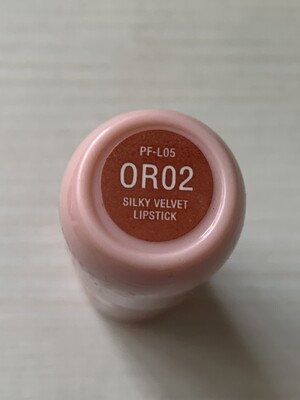 PF-L05
OR02
SILKY VELVET
LIPSTICK